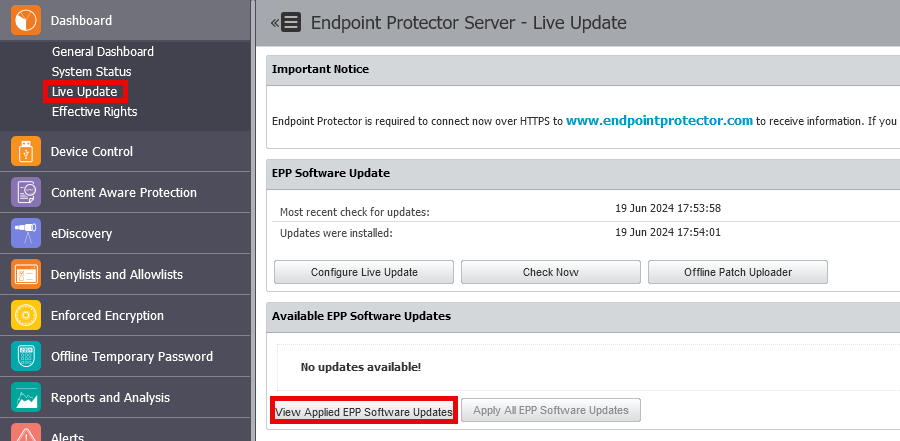 Dashboard
General Dashboard
System Status
Live Update
Effective Rights
Device Control
Content Aware Protection
eDiscovery
Denylists and Allowlists
Enforced Encryption
Offline Temporary Password
Reports and Analysis
Alerts
Endpoint Protector Server - Live Update
Important Notice
Endpoint Protector is required to connect now over HTTPS to www.endpointprotector.com to receive information. If you
EPP Software Update
Most recent check for updates: 19 Jun 2024 17:53:58
Updates were installed: 19 Jun 2024 17:54:01
Configure Live Update Check Now Offline Patch Uploader
Available EPP Software Updates
No updates available!
View Applied EPP Software Updates Apply All EPP Software Updates